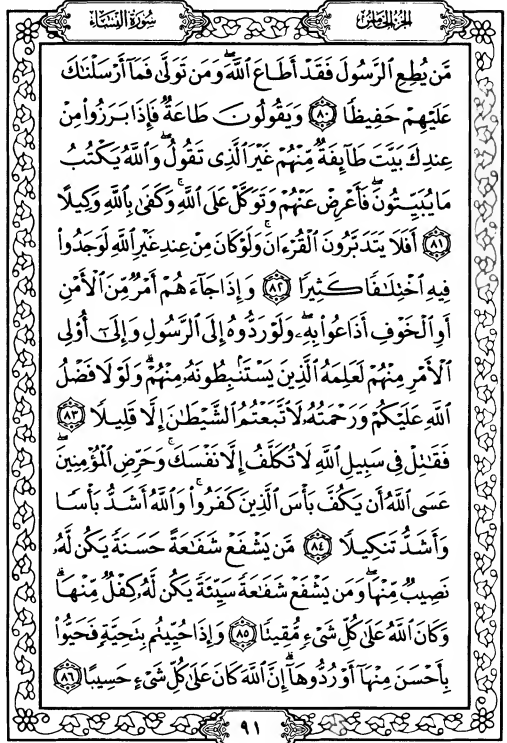 الجزء الخامس
سورة النساء
مَّن يُطِعِ ٱلرَّسُولَ فَقَدْ أَطَاعَ ٱللَّهَۖ وَمَن تَوَلَّىٰ فَمَآ أَرْسَلْنَٰكَ
عَلَيْهِمْ حَفِيظًا ٨٠ وَيَقُولُونَ طَاعَةٌ فَإِذَا بَرَزُوا۟ مِنْ
عِندِكَ بَيَّتَ طَآئِفَةٌ مِّنْهُمْ غَيْرَ ٱلَّذِى تَقُولُۖ وَٱللَّهُ يَكْتُبُ
مَا يُبَيِّتُونَۖ فَأَعْرِضْ عَنْهُمْ وَتَوَكَّلْ عَلَى ٱللَّهِۚ وَكَفَىٰ بِٱللَّهِ وَكِيلًا
٨١ أَفَلَا يَتَدَبَّرُونَ ٱلْقُرْءَانَۚ وَلَوْ كَانَ مِنْ عِندِ غَيْرِ ٱللَّهِ لَوَجَدُوا۟
فِيهِ ٱخْتِلَٰفًا كَثِيرًا ٨٢ وَإِذَا جَآءَهُمْ أَمْرٌ مِّنَ ٱلْأَمْنِ
أَوِ ٱلْخَوْفِ أَذَاعُوا۟ بِهِۦۖ وَلَوْ رَدُّوهُ إِلَى ٱلرَّسُولِ وَإِلَىٰٓ أُو۟لِى
ٱلْأَمْرِ مِنْهُمْ لَعَلِمَهُ ٱلَّذِينَ يَسْتَنۢبِطُونَهُۥ مِنْهُمْۗ وَلَوْلَا فَضْلُ
ٱللَّهِ عَلَيْكُمْ وَرَحْمَتُهُۥ لَٱتَّبَعْتُمُ ٱلشَّيْطَٰنَ إِلَّا قَلِيلًا ٨٣
فَقَٰتِلْ فِى سَبِيلِ ٱللَّهِ لَا تُكَلَّفُ إِلَّا نَفْسَكَۚ وَحَرِّضِ ٱلْمُؤْمِنِينَۖ
عَسَى ٱللَّهُ أَن يَكُفَّ بَأْسَ ٱلَّذِينَ كَفَرُوا۟ۚ وَٱللَّهُ أَشَدُّ بَأْسًا
وَأَشَدُّ تَنكِيلًا ٨٤ مَّن يَشْفَعْ شَفَٰعَةً حَسَنَةً يَكُن لَّهُۥ
نَصِيبٌ مِّنْهَاۖ وَمَن يَشْفَعْ شَفَٰعَةً سَيِّئَةً يَكُن لَّهُۥ كِفْلٌ مِّنْهَاۗ
وَكَانَ ٱللَّهُ عَلَىٰ كُلِّ شَىْءٍ مُّقِيتًا ٨٥ وَإِذَا حُيِّيتُم بِتَحِيَّةٍ فَحَيُّوا۟
بِأَحْسَنَ مِنْهَآ أَوْ رُدُّوهَآۗ إِنَّ ٱللَّهَ كَانَ عَلَىٰ كُلِّ شَىْءٍ حَسِيبًا ٨٦
٩١